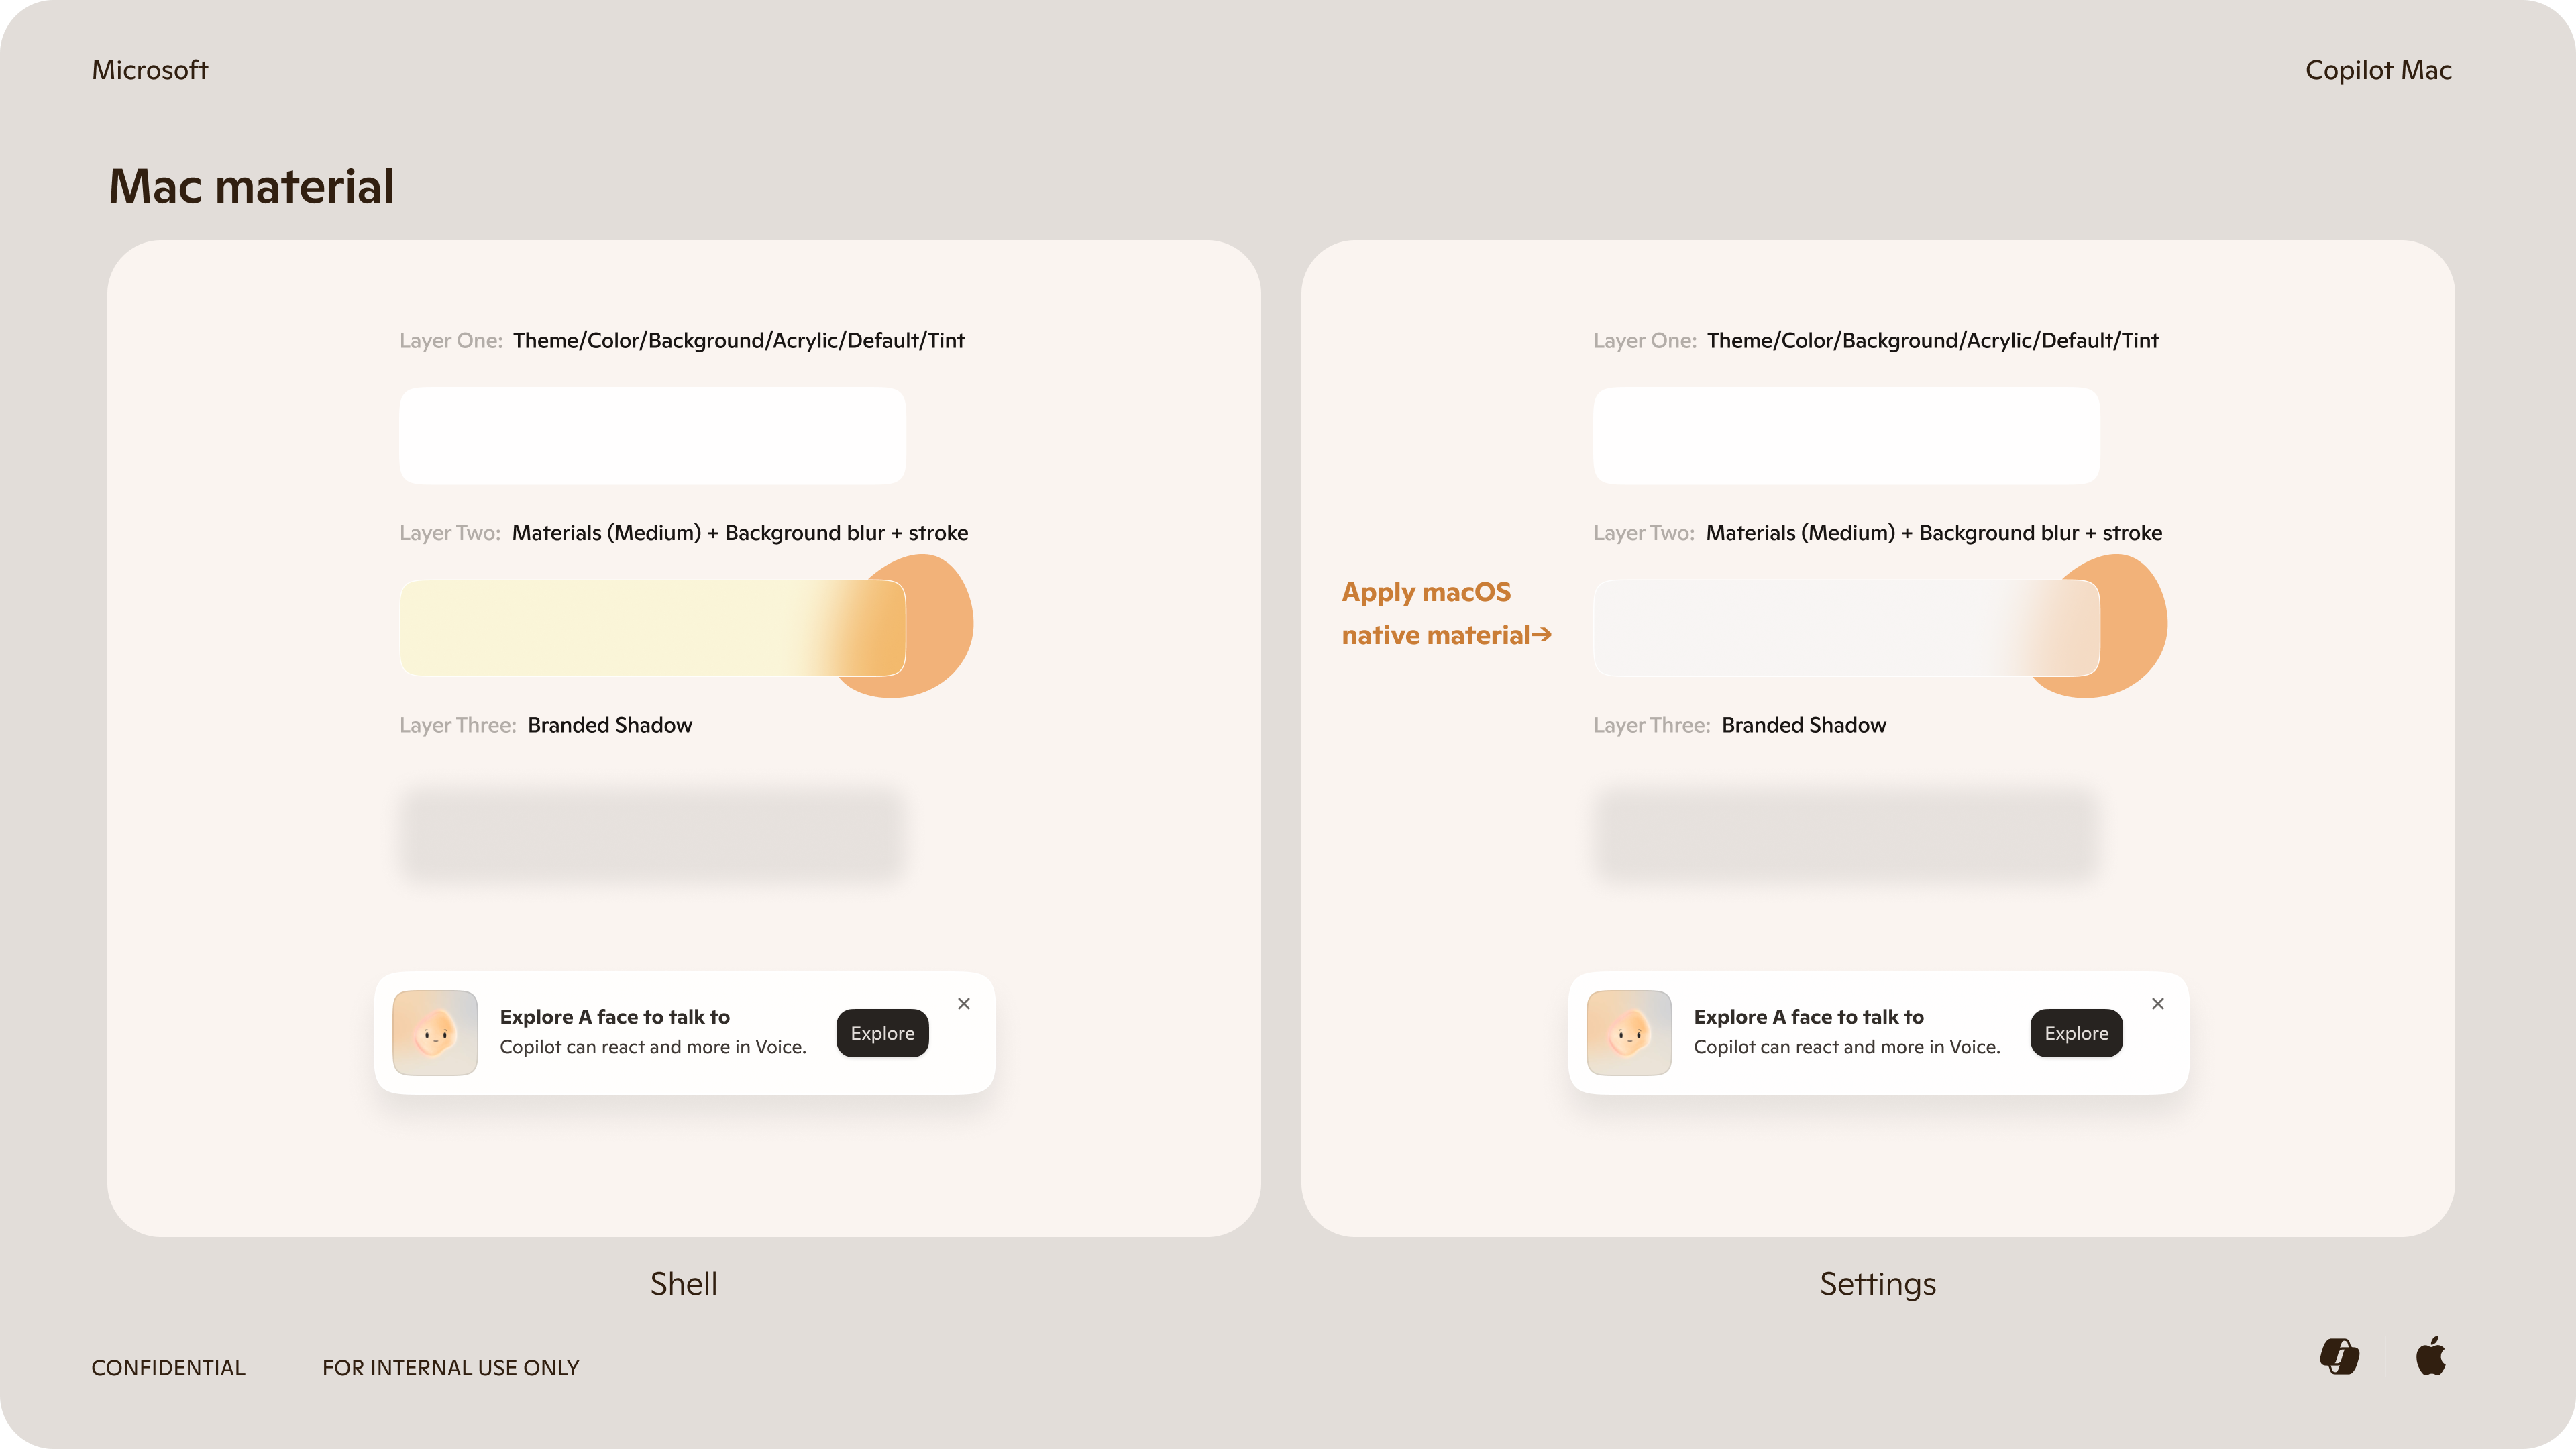 Microsoft
Copilot Mac
Mac material
Layer One: Theme/Color/Background/Acrylic/Default/Tint
Layer Two: Materials (Medium) + Background blur + stroke
Layer Three: Branded Shadow
Explore A face to talk to
Copilot can react and more in Voice.
Explore
Shell
Layer One: Theme/Color/Background/Acrylic/Default/Tint
Layer Two: Materials (Medium) + Background blur + stroke
Apply macOS
native material→
Layer Three: Branded Shadow
Explore A face to talk to
Copilot can react and more in Voice.
Explore
Settings
CONFIDENTIAL
FOR INTERNAL USE ONLY